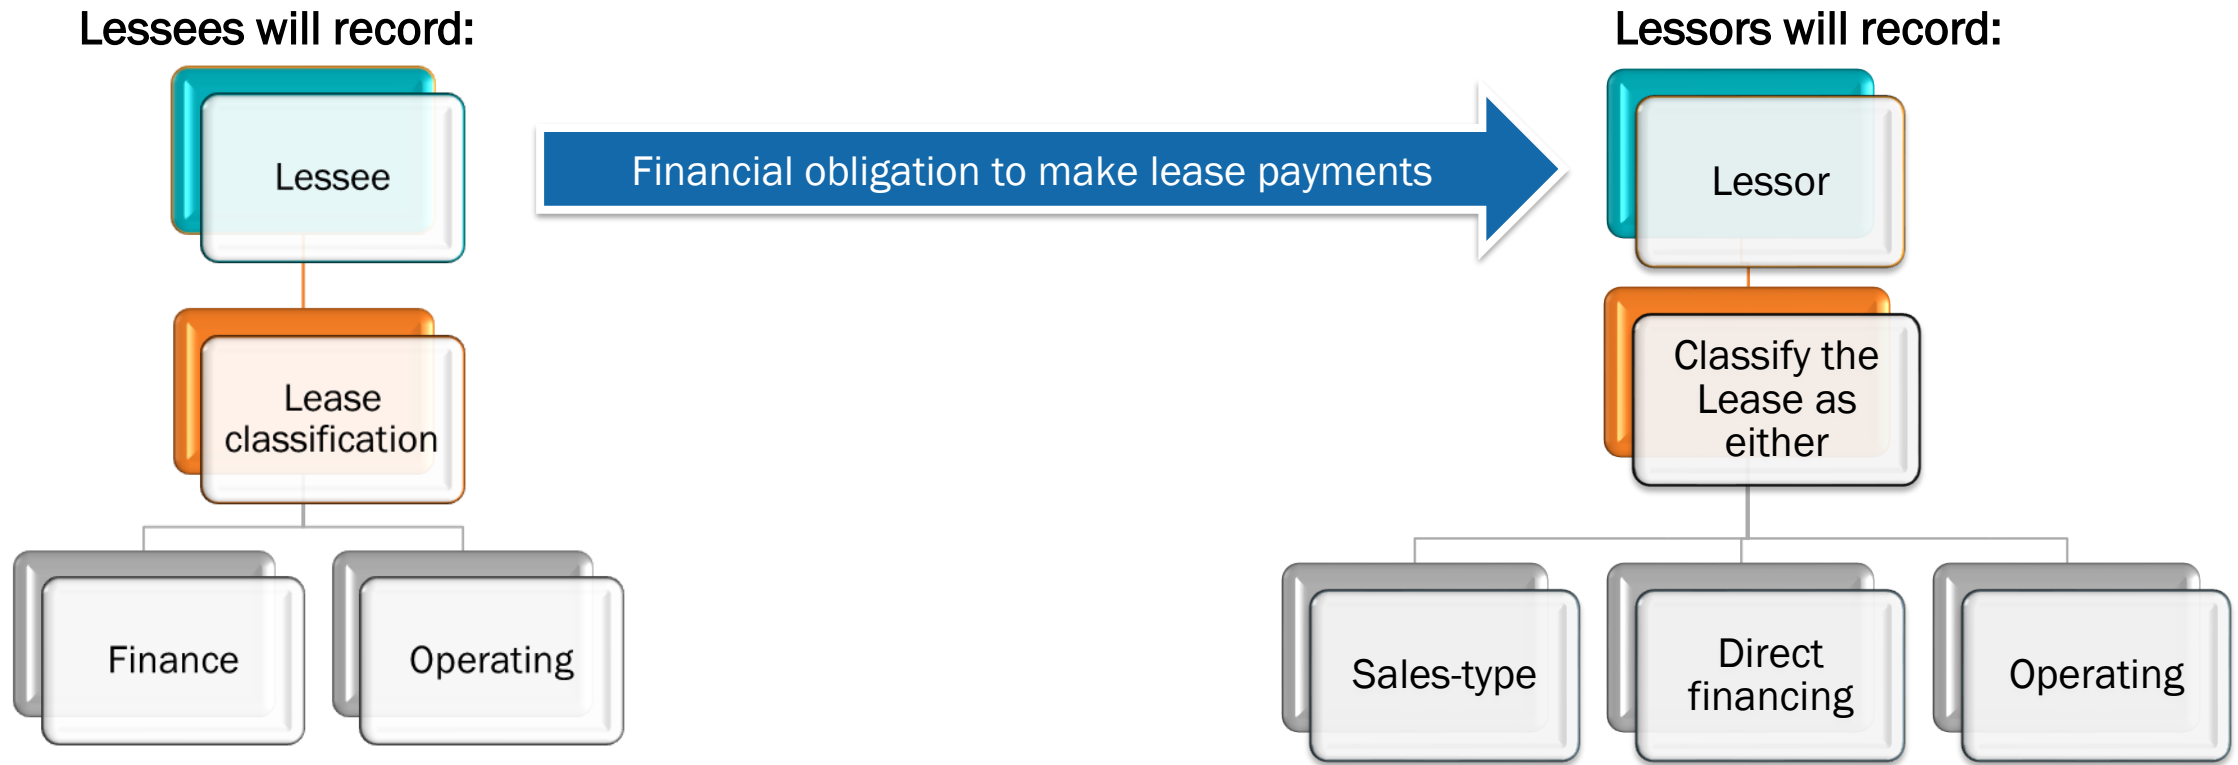 Lessees will record:
Lessors will record:
Lessee
Financial obligation to make lease payments
Lessor
Lease
classification
Classify the
Lease as
either
Finance
Operating
Sales-type
Direct
financing
Operating